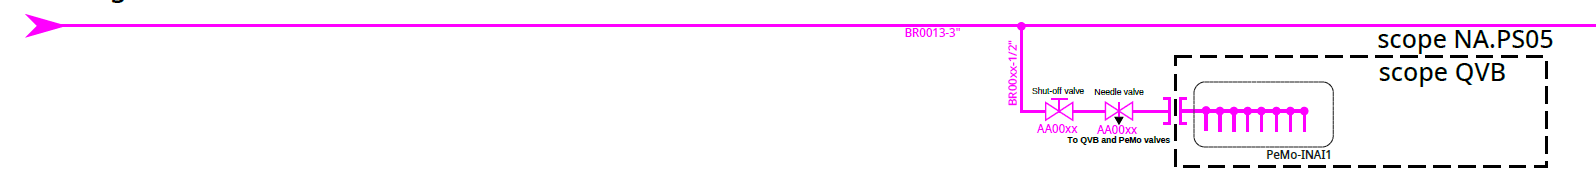 BR0013-3"
scope NA.PS05
scope QVB
BR00xx-1/2"
Shut-off valve
Needle valve
AA00xx
AA00xx
To QVB and PeMo valves
PeMo-INAI1